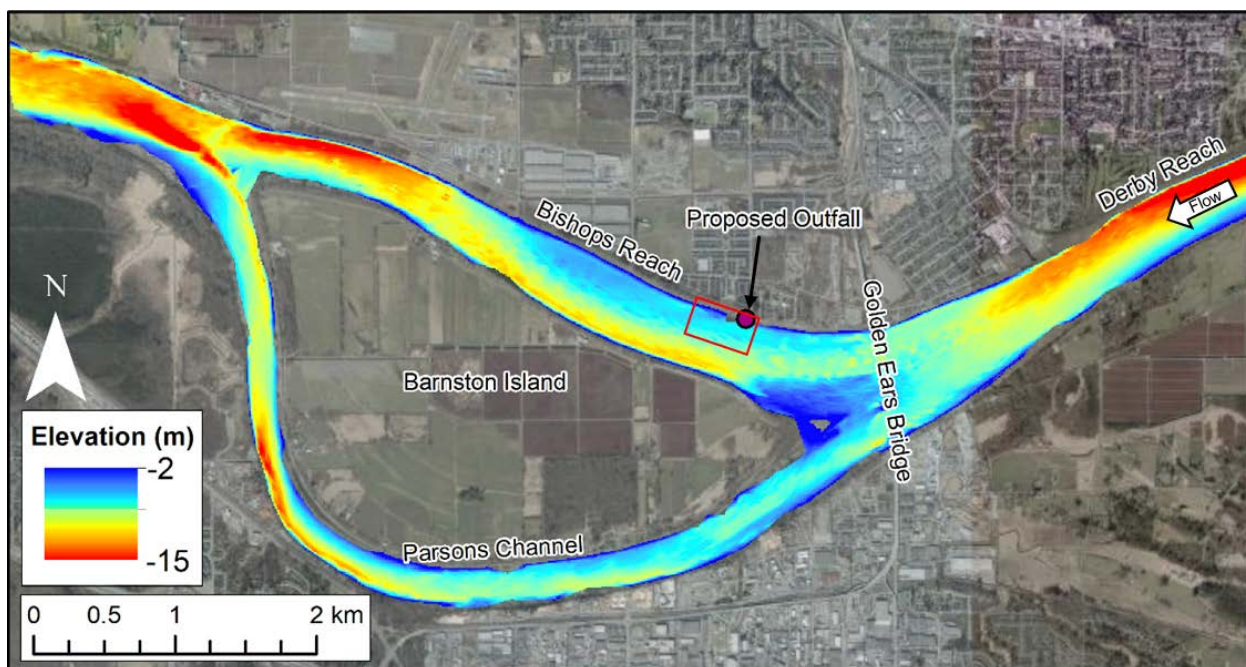 Derby Reach
Flow
Proposed Outfall
Bishops Reach
Golden Ears Bridge
N
Barnston Island
Elevation (m)
-2
-15
Parsons Channel
0 0.5 1 2 km